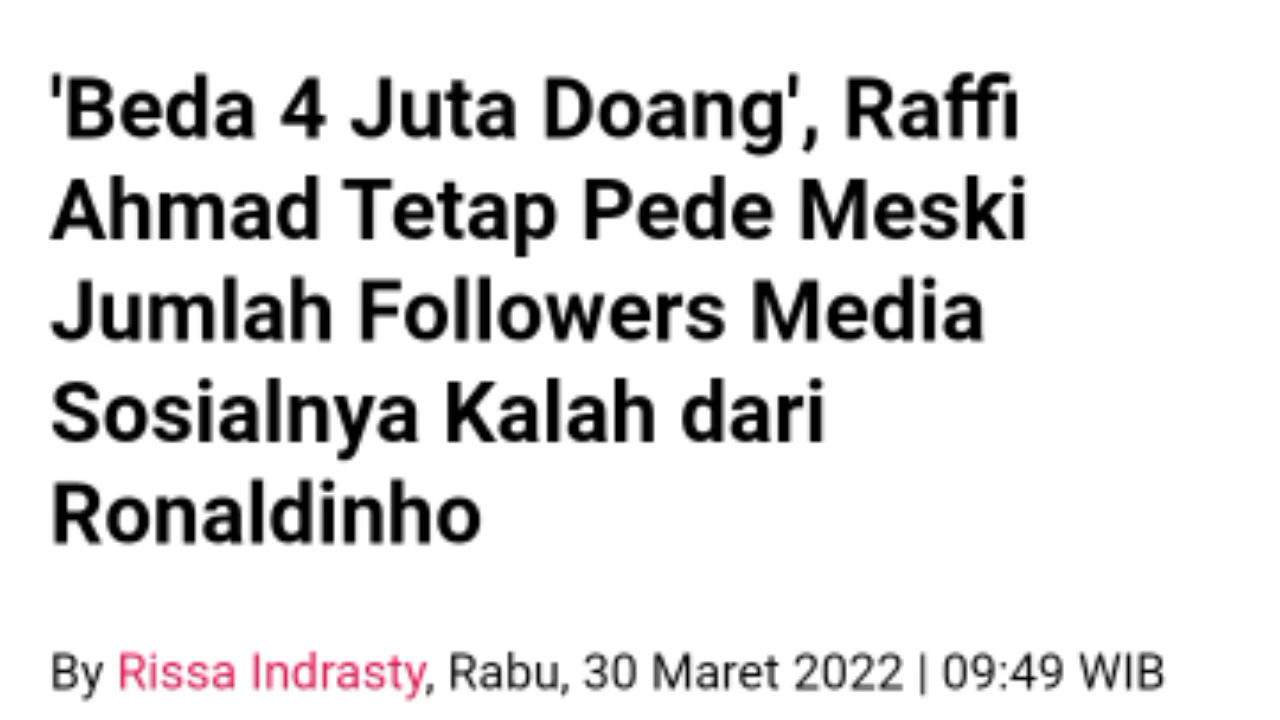 'Beda 4 Juta Doang', Raffi
Ahmad Tetap Pede Meski
Jumlah Followers Media
Sosialnya Kalah dari
Ronaldinho
By Rissa Indrasty, Rabu, 30 Maret 2022 | 09:49 WIB